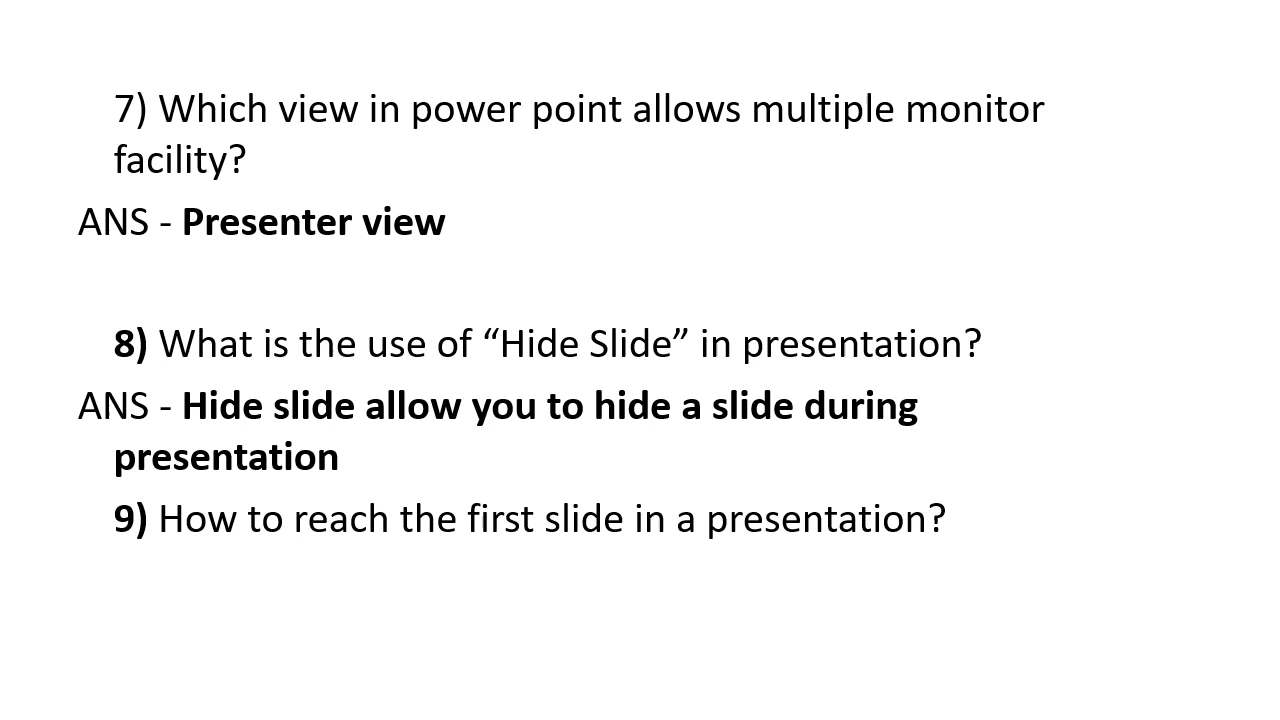 7) Which view in power point allows multiple monitor
facility?
ANS - Presenter view
8) What is the use of “Hide Slide” in presentation?
ANS - Hide slide allow you to hide a slide during
presentation
9) How to reach the first slide in a presentation?